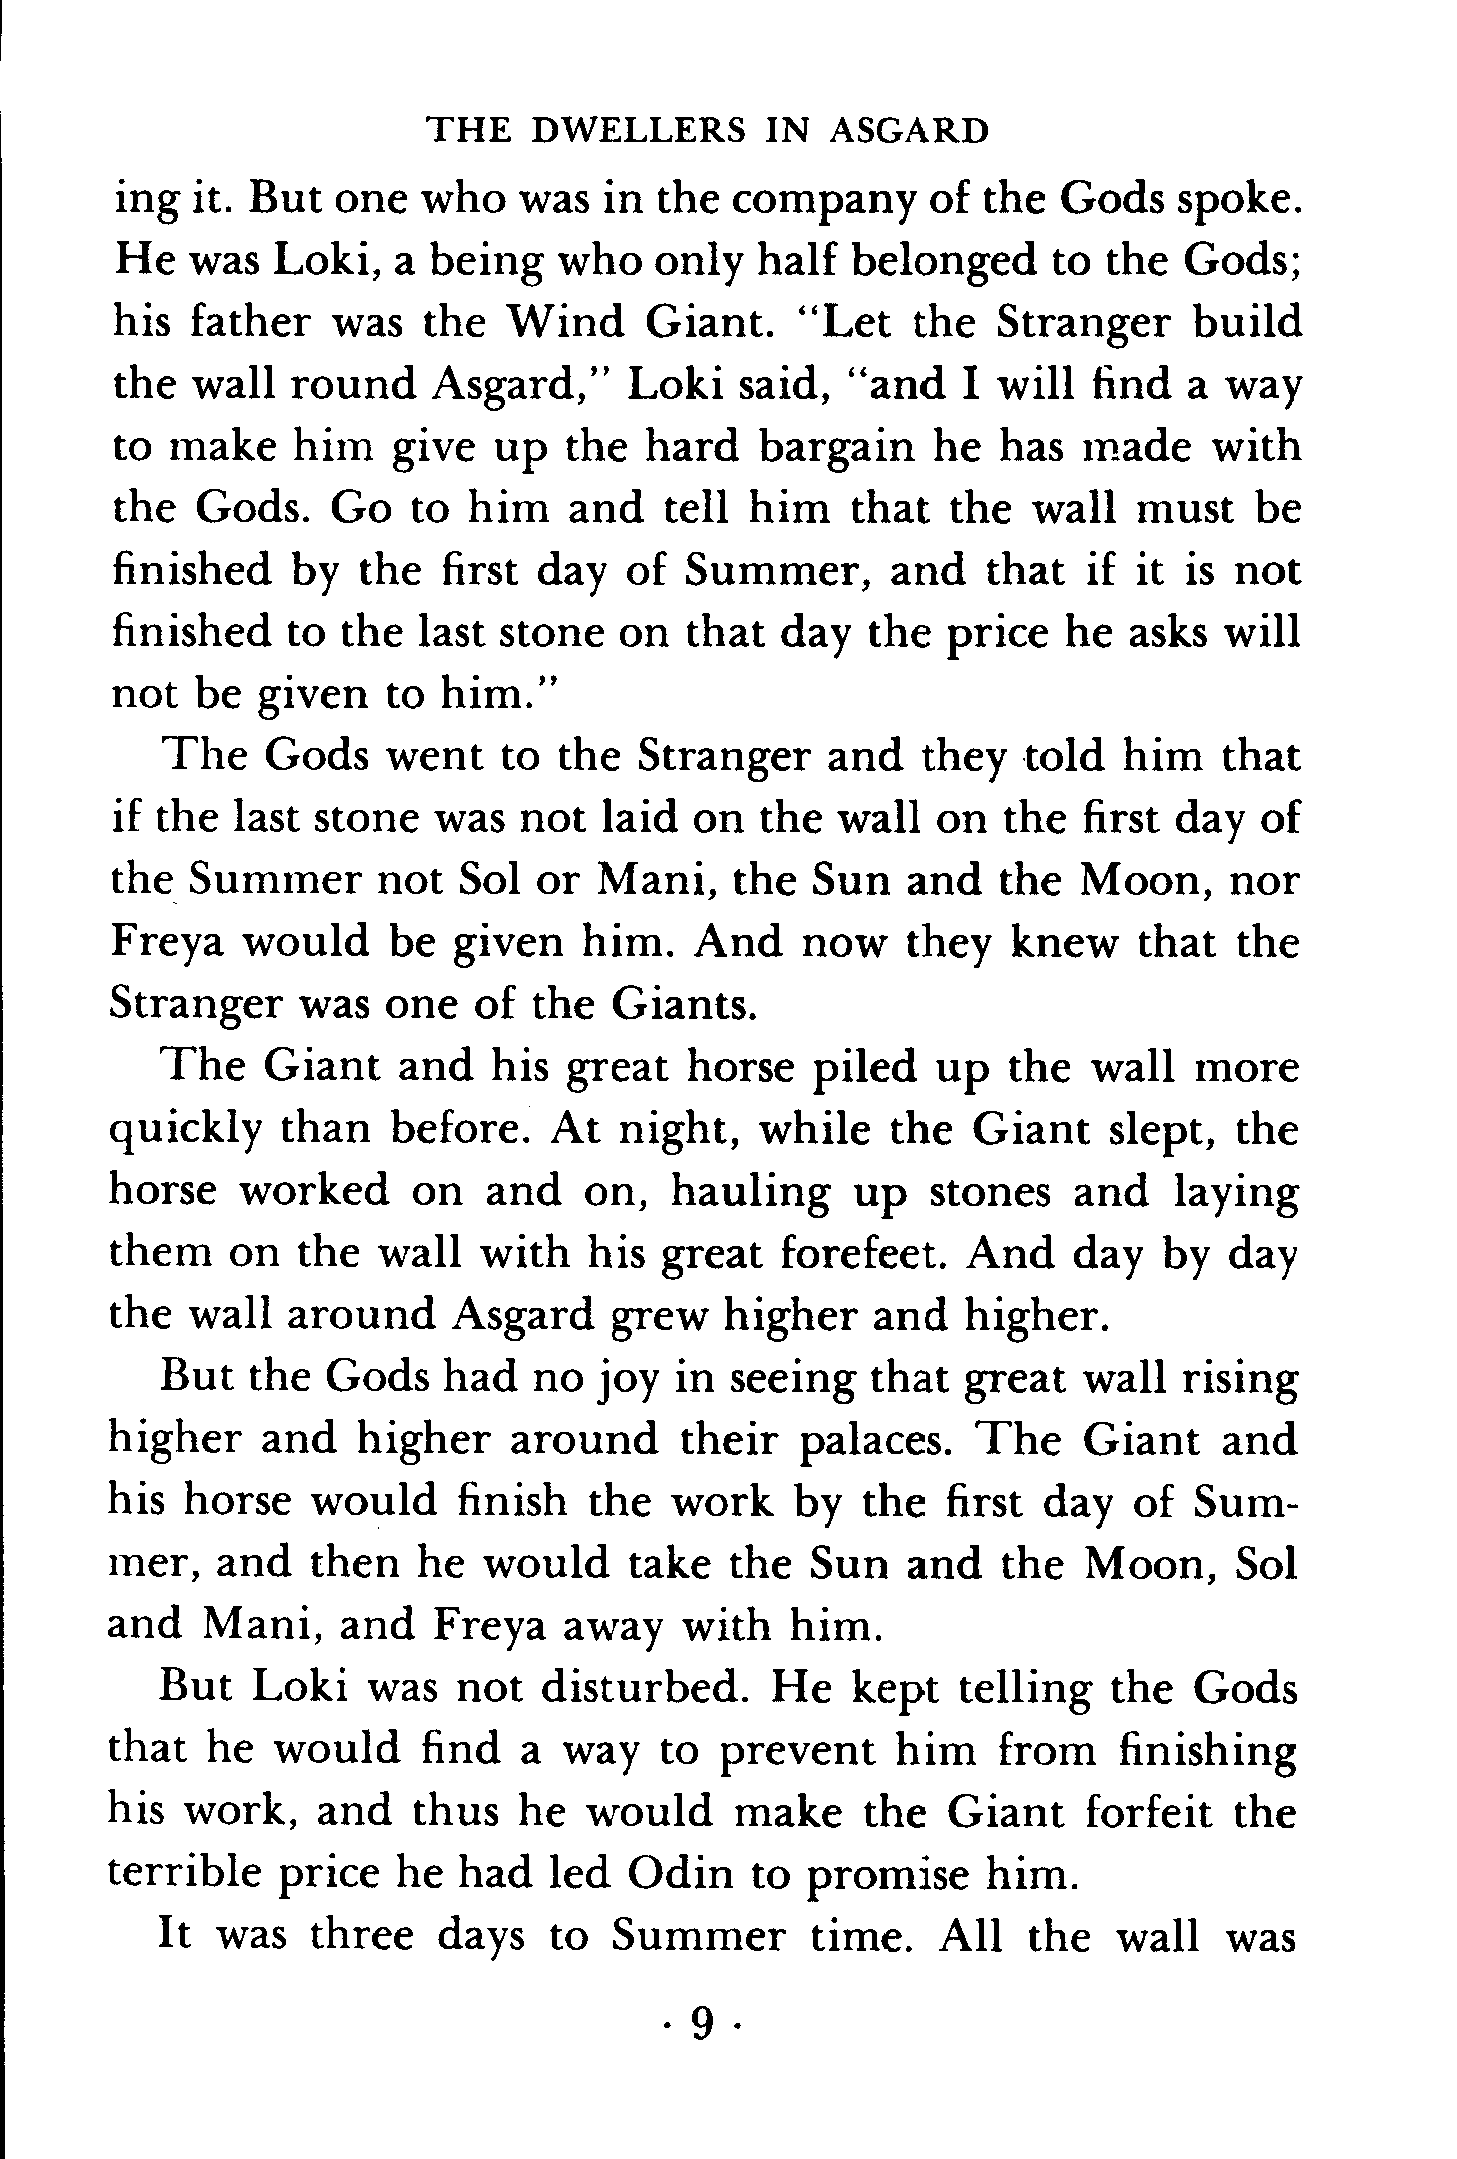 THE DWELLERS IN ASGARD
ing it. But one who was in the company of the Gods spoke.
He was Loki, a being who only half belonged to the Gods;
his father was the Wind Giant. “Let the Stranger build
the wall round Asgard,” Loki said, “and I will find a way
to make him give up the hard bargain he has made with
the Gods. Go to him and tell him that the wall must be
finished by the first day of Summer, and that if it is not
finished to the last stone on that day the price he asks will
not be given to him.”
The Gods went to the Stranger and they told him that
if the last stone was not laid on the wall on the first day of
the Summer not Sol or Mani, the Sun and the Moon, nor
Freya would be given him. And now they knew that the
Stranger was one of the Giants.
The Giant and his great horse piled up the wall more
quickly than before. At night, while the Giant slept, the
horse worked on and on, hauling up stones and laying
them on the wall with his great forefeet. And day by day
the wall around Asgard grew higher and higher.
But the Gods had no joy in seeing that great wall rising
higher and higher around their palaces. The Giant and
his horse would finish the work by the first day of Sum-
mer, and then he would take the Sun and the Moon, Sol
and Mani, and Freya away with him.
But Loki was not disturbed. He kept telling the Gods
that he would find a way to prevent him from finishing
his work, and thus he would make the Giant forfeit the
terrible price he had led Odin to promise him.
It was three days to Summer time. All the wall was
· 9 ·